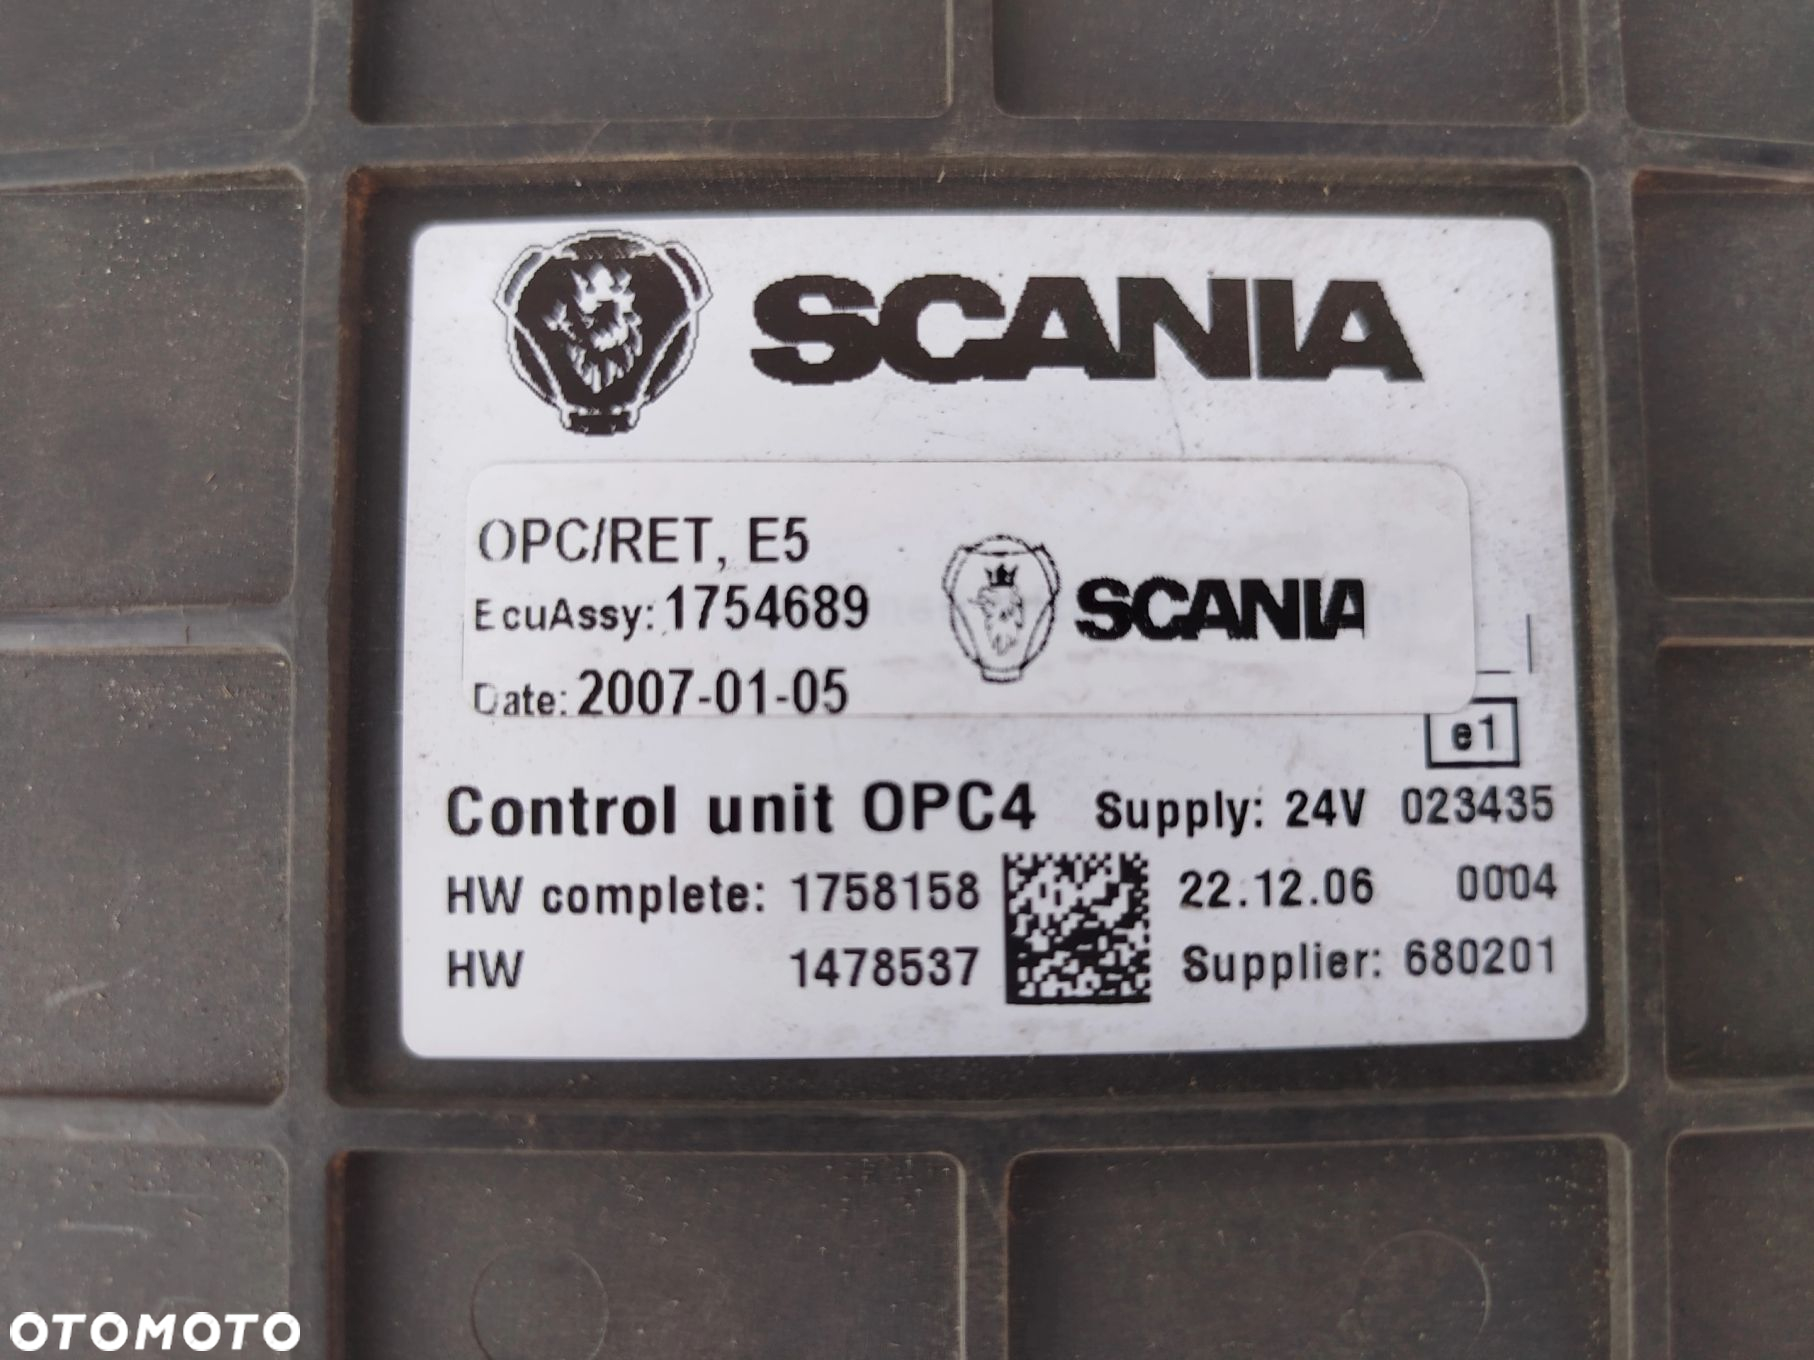 SCANIA
OPC/RET, E5
EcuAssy: 1754689
SCANIA
Date: 2007-01-05
e1
Control unit OPC4 Supply: 24V 023435
HW complete: 1758158 22.12.06 0004
HW 1478537 Supplier: 680201
OTOMOTO